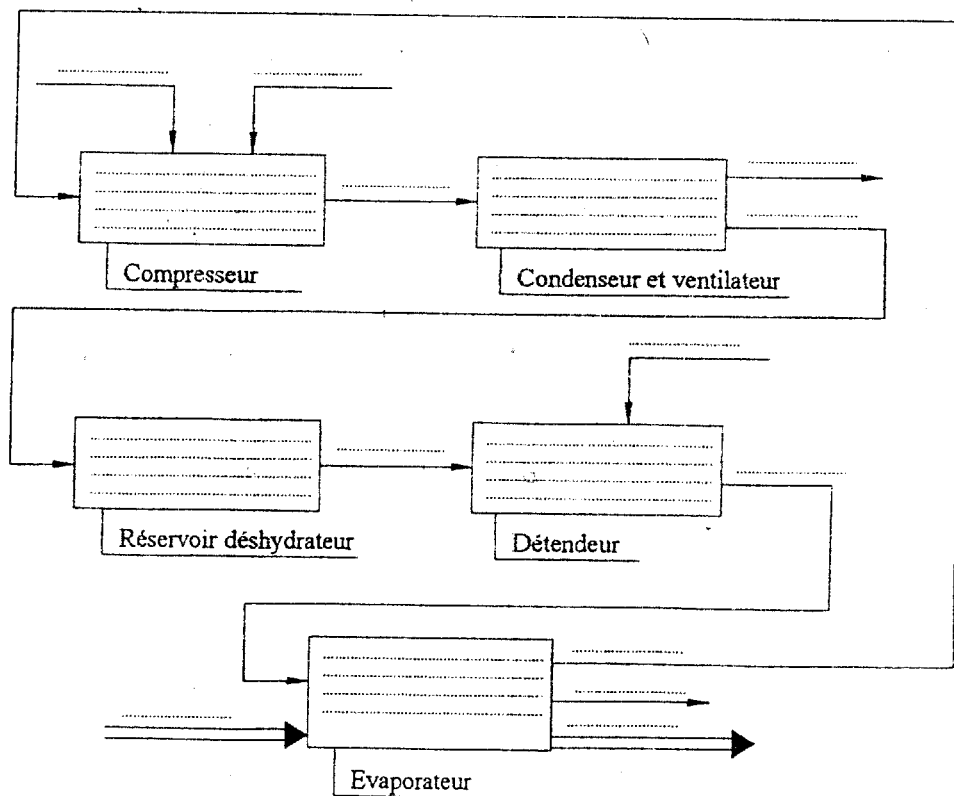 Compresseur
Condenseur et ventilateur
Réservoir déshydrateur
Détendeur
Evaporateur